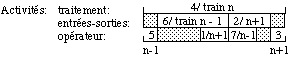 Activités: traitement: 4/ train n
entrées-sorties: 6/ train n - 1 2/ n+1
opérateur: 5 1/n+1 7/n-1 3
n-1 n+1